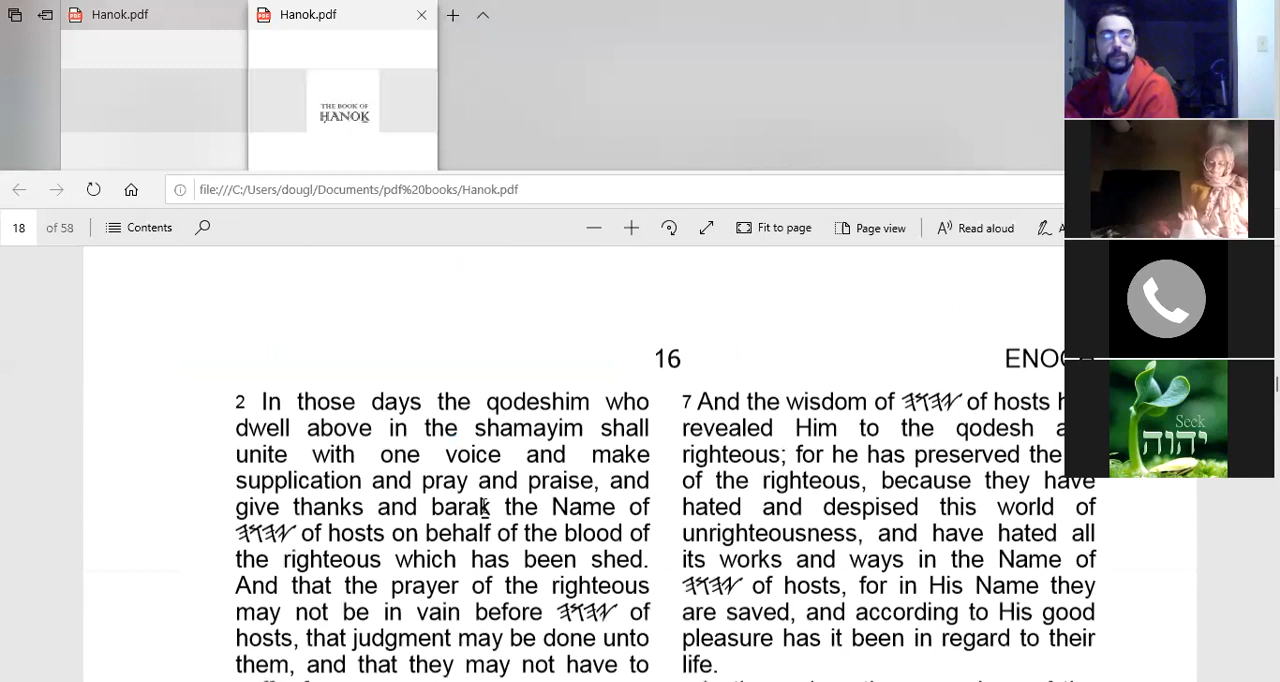 Hanok.pdf
Hanok.pdf
THE BOOK OF
HANOK
file:///C:/Users/dougl/Documents/pdf%20books/Hanok.pdf
18 of 58
Contents
Fit to page
Page view
Read aloud
16
ENOC
2 In those days the qodeshim who
dwell above in the shamayim shall
unite with one voice and make
supplication and pray and praise, and
give thanks and barak the Name of
𐤉𐤄𐤅𐤄 of hosts on behalf of the blood of
the righteous which has been shed.
And that the prayer of the righteous
may not be in vain before 𐤉𐤄𐤅𐤄 of
hosts, that judgment may be done unto
them, and that they may not have to
7 And the wisdom of 𐤉𐤄𐤅𐤄 of hosts
revealed Him to the qodesh
righteous; for he has preserved the
of the righteous, because they have
hated and despised this world of
unrighteousness, and have hated all
its works and ways in the Name of
𐤉𐤄𐤅𐤄 of hosts, for in His Name they
are saved, and according to His good
pleasure has it been in regard to their
life.
Seek
יהוה